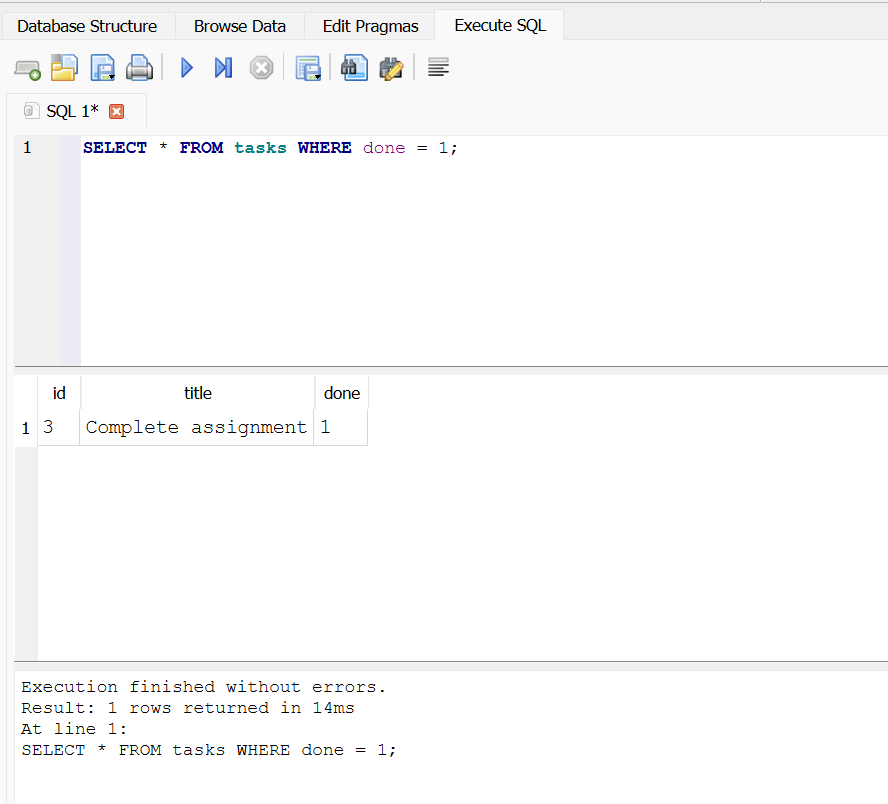 Database Structure Browse Data Edit Pragmas Execute SQL
SQL 1*
1 SELECT * FROM tasks WHERE done = 1;
id title done
1 3 Complete assignment 1
Execution finished without errors.
Result: 1 rows returned in 14ms
At line 1:
SELECT * FROM tasks WHERE done = 1;